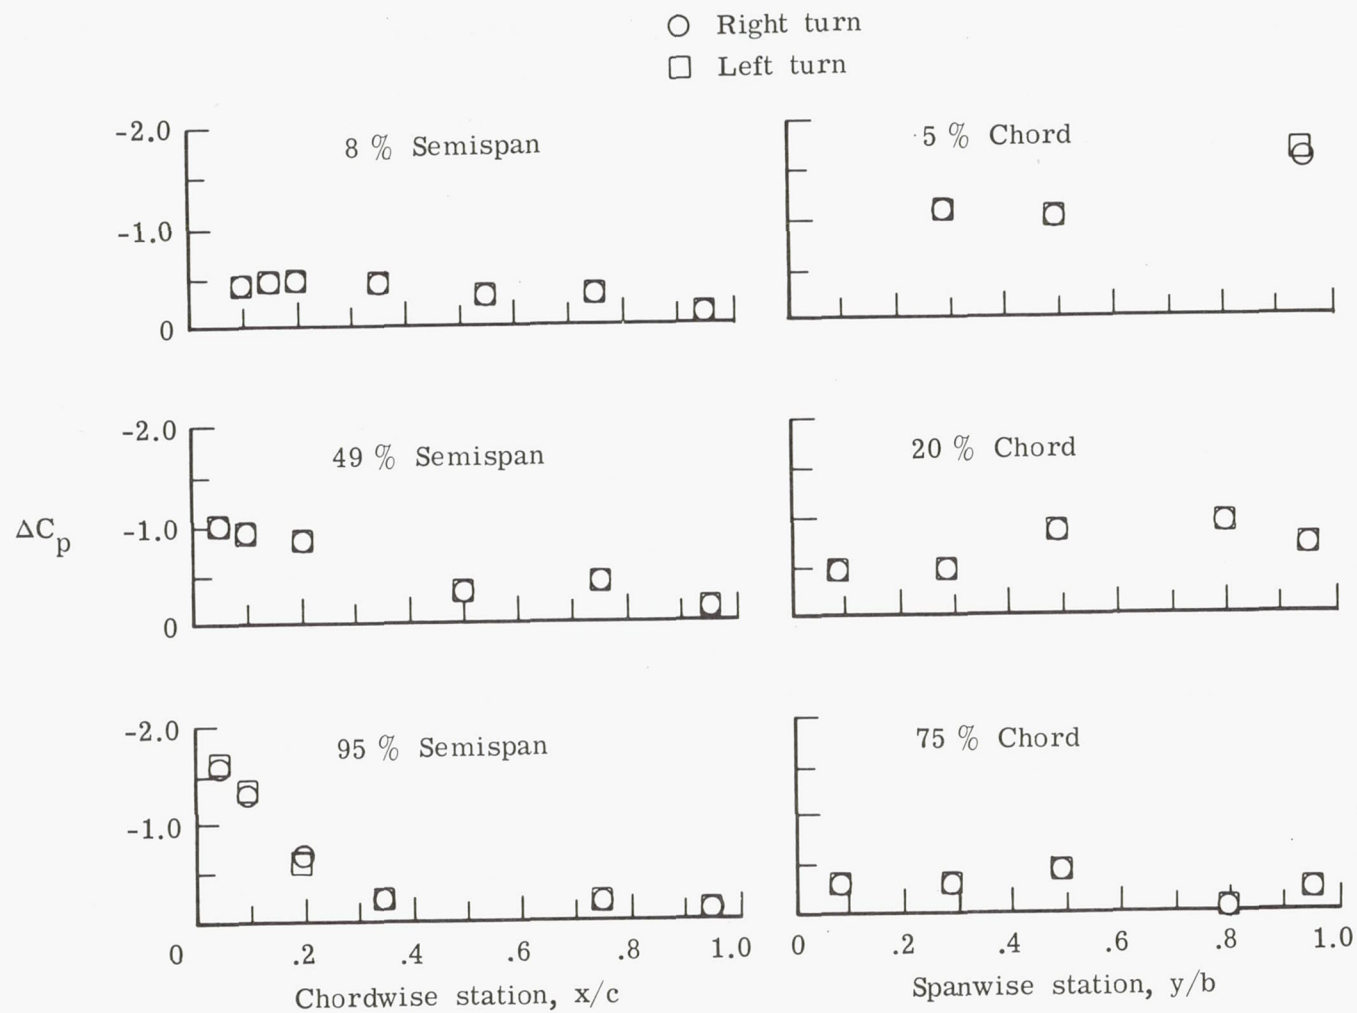 Right turn
Left turn
8 % Semispan
-2.0
-1.0
0
5 % Chord
49 % Semispan
-2.0
-1.0
0
20 % Chord
ΔCp
95 % Semispan
-2.0
-1.0
75 % Chord
0 .2 .4 .6 .8 1.0
Chordwise station, x/c
0 .2 .4 .6 .8 1.0
Spanwise station, y/b